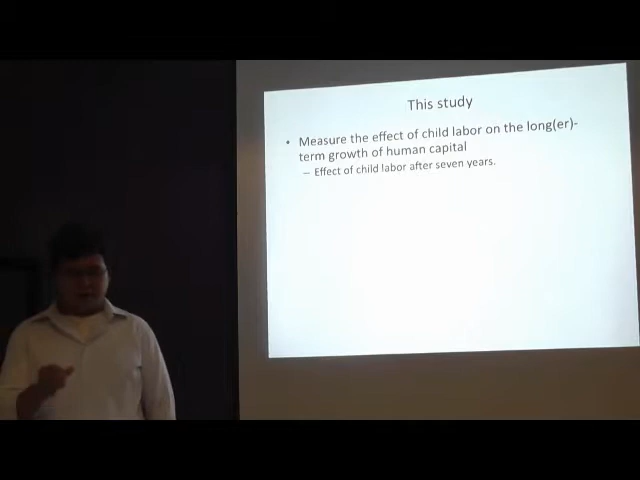 This study
• Measure the effect of child labor on the long(er)-
term growth of human capital
– Effect of child labor after seven years.